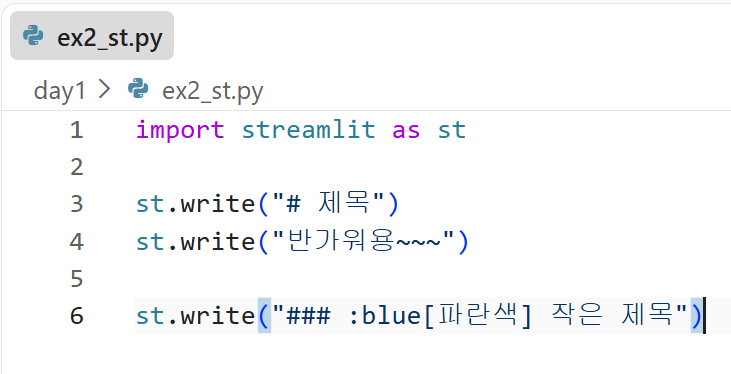 ex2_st.py
day1 > ex2_st.py
1 import streamlit as st
2
3 st.write("# 제목")
4 st.write("반가워용~~~")
5
6 st.write("### :blue[파란색] 작은 제목")